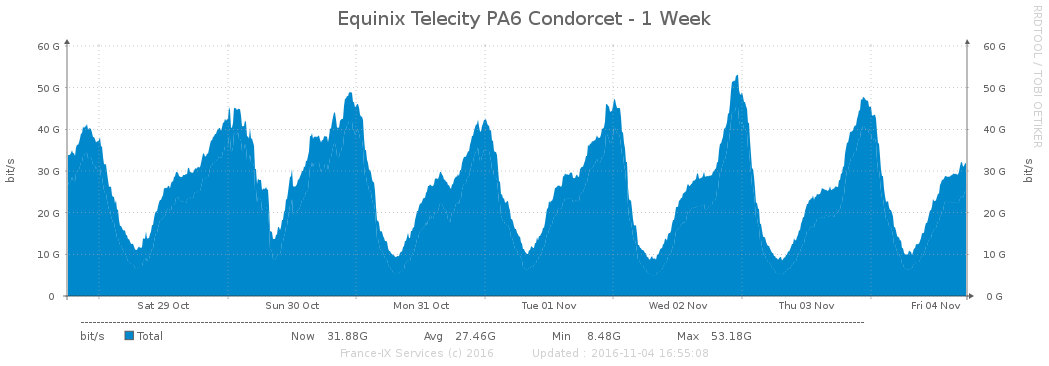 Equinix Telecity PA6 Condorcet - 1 Week
RRDTOOL / TOBI OETIKER
bit/s
bit/s
60 G 60 G
50 G 50 G
40 G 40 G
30 G 30 G
20 G 20 G
10 G 10 G
0 0 G
Sat 29 Oct Sun 30 Oct Mon 31 Oct Tue 01 Nov Wed 02 Nov Thu 03 Nov Fri 04 Nov
bit/s Total Now 31.88G Avg 27.46G Min 8.48G Max 53.18G
France-IX Services (c) 2016 Updated : 2016-11-04 16:55:08